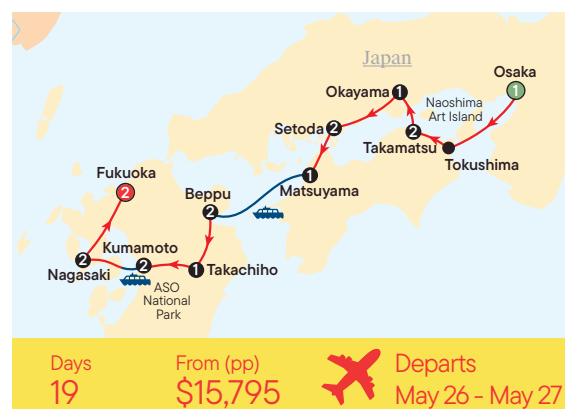 Japan
Osaka
1
Okayama 1
Naoshima
Art Island
Setoda 2
2
Takamatsu
Tokushima
Fukuoka
2
Beppu
2
1
Matsuyama
Kumamoto
2
2
Nagasaki
1 Takachiho
ASO
National
Park
Days
19
From (pp)
$15,795
Departs
May 26 - May 27